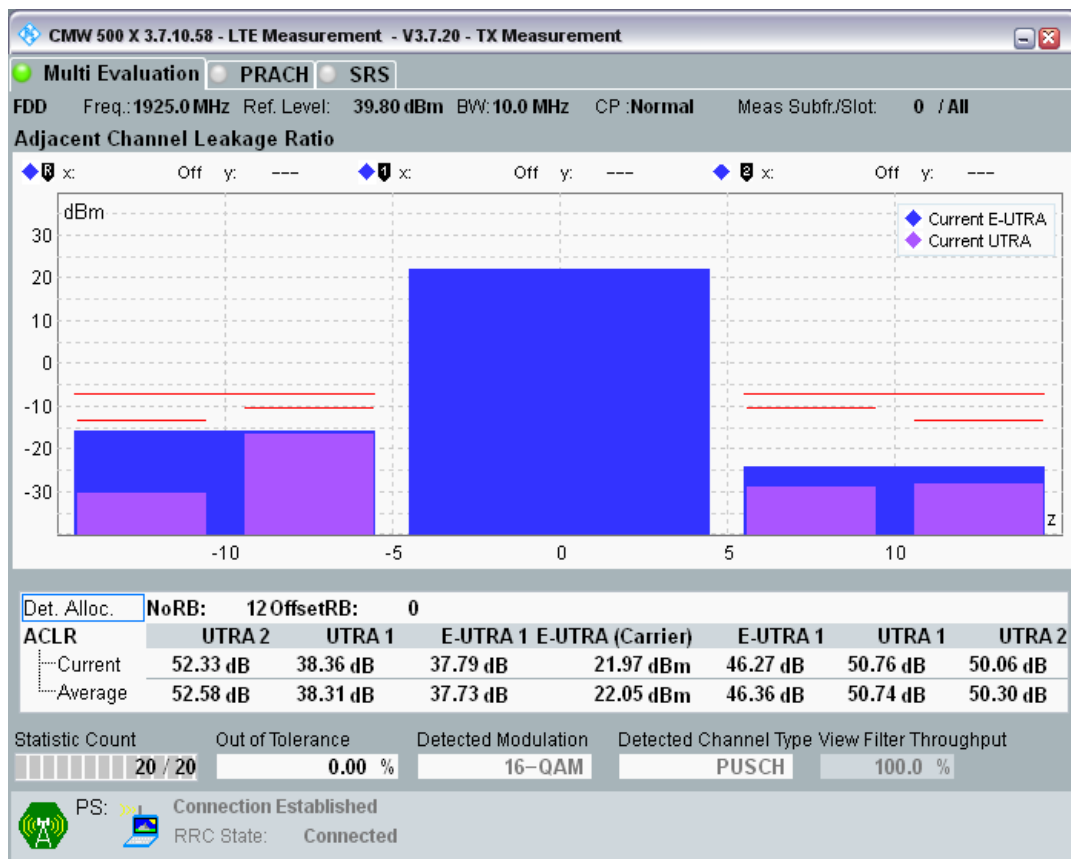 CMW 500 X 3.7.10.58 - LTE Measurement - V3.7.20 - TX Measurement
Multi Evaluation PRACH SRS
FDD Freq.: 1925.0 MHz Ref. Level: 39.80 dBm BW: 10.0 MHz CP :Normal Meas Subfr./Slot: 0 / All
Adjacent Channel Leakage Ratio
R x: Off y: --- 1 x: Off y: --- 2 x: Off y: ---
dBm
Current E-UTRA
Current UTRA
30
20
10
0
-10
-20
-30
z
-10 -5 0 5 10
Det. Alloc. NoRB: 12 OffsetRB: 0
ACLR UTRA 2 UTRA 1 E-UTRA 1 E-UTRA (Carrier) E-UTRA 1 UTRA 1 UTRA 2
Current 52.33 dB 38.36 dB 37.79 dB 21.97 dBm 46.27 dB 50.76 dB 50.06 dB
Average 52.58 dB 38.31 dB 37.73 dB 22.05 dBm 46.36 dB 50.74 dB 50.30 dB
Statistic Count Out of Tolerance Detected Modulation Detected Channel Type View Filter Throughput
20 / 20 0.00 % 16-QAM PUSCH 100.0 %
PS: Connection Established
RRC State: Connected